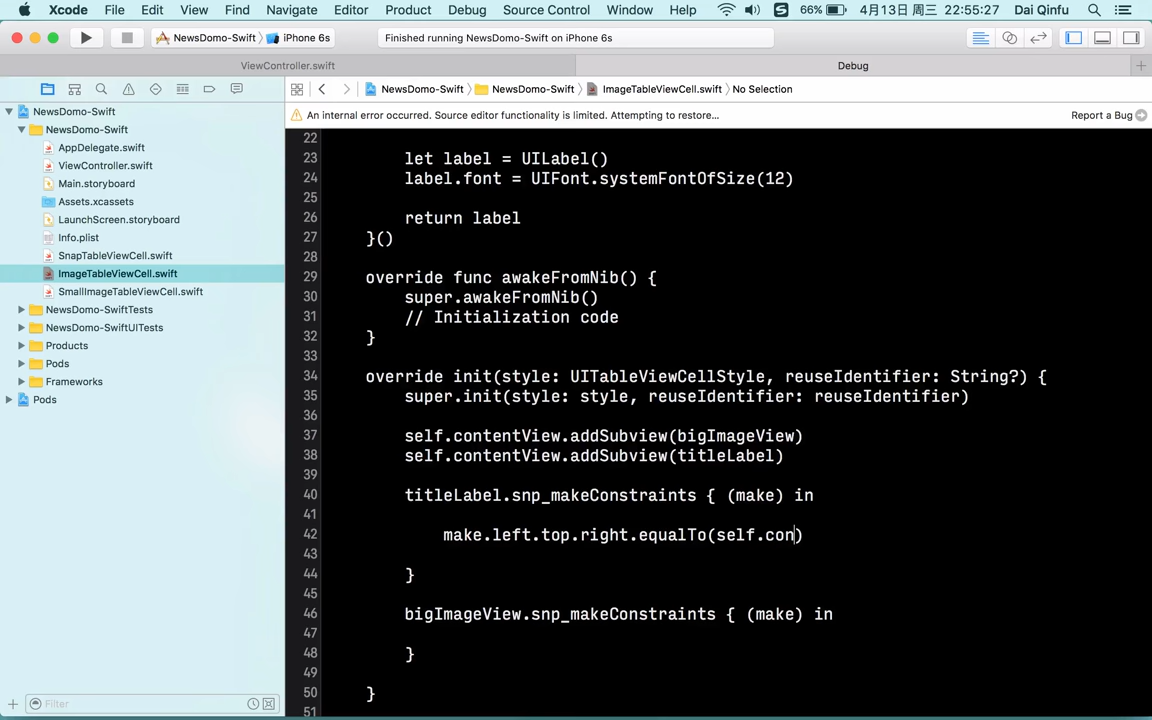 Xcode File Edit View Find Navigate Editor Product Debug Source Control Window Help 66% 4月13日 周三 22:55:27 Dai Qinfu
NewsDomo-Swift iPhone 6s Finished running NewsDomo-Swift on iPhone 6s
ViewController.swift Debug
NewsDomo-Swift NewsDomo-Swift ImageTableViewCell.swift No Selection
An internal error occurred. Source editor functionality is limited. Attempting to restore... Report a Bug
NewsDomo-Swift
NewsDomo-Swift
AppDelegate.swift
ViewController.swift
Main.storyboard
Assets.xcassets
LaunchScreen.storyboard
Info.plist
SnapTableViewCell.swift
ImageTableViewCell.swift
SmallImageTableViewCell.swift
NewsDomo-SwiftTests
NewsDomo-SwiftUITests
Products
Pods
Frameworks
Pods
Filter
22
23 let label = UILabel()
24 label.font = UIFont.systemFontOfSize(12)
25
26 return label
27 }()
28
29 override func awakeFromNib() {
30 super.awakeFromNib()
31 // Initialization code
32 }
33
34 override init(style: UITableViewCellStyle, reuseIdentifier: String?) {
35 super.init(style: style, reuseIdentifier: reuseIdentifier)
36
37 self.contentView.addSubview(bigImageView)
38 self.contentView.addSubview(titleLabel)
39
40 titleLabel.snp_makeConstraints { (make) in
41
42 make.left.top.right.equalTo(self.con)
43
44 }
45
46 bigImageView.snp_makeConstraints { (make) in
47
48 }
49
50 }
51